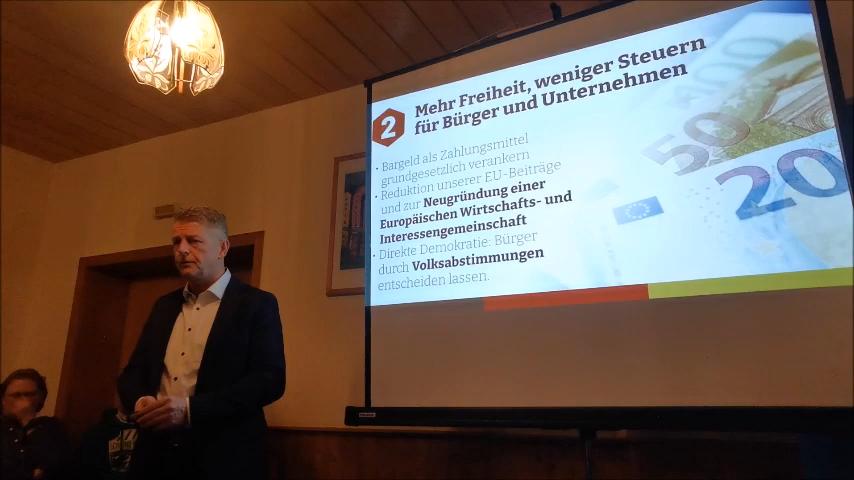 2
Mehr Freiheit, weniger Steuern
für Bürger und Unternehmen
• Bargeld als Zahlungsmittel
grundgesetzlich verankern
• Reduktion unserer EU-Beiträge
und zur Neugründung einer
Europäischen Wirtschafts- und
Interessengemeinschaft
• Direkte Demokratie: Bürger
durch Volksabstimmungen
entscheiden lassen.
100
50
20